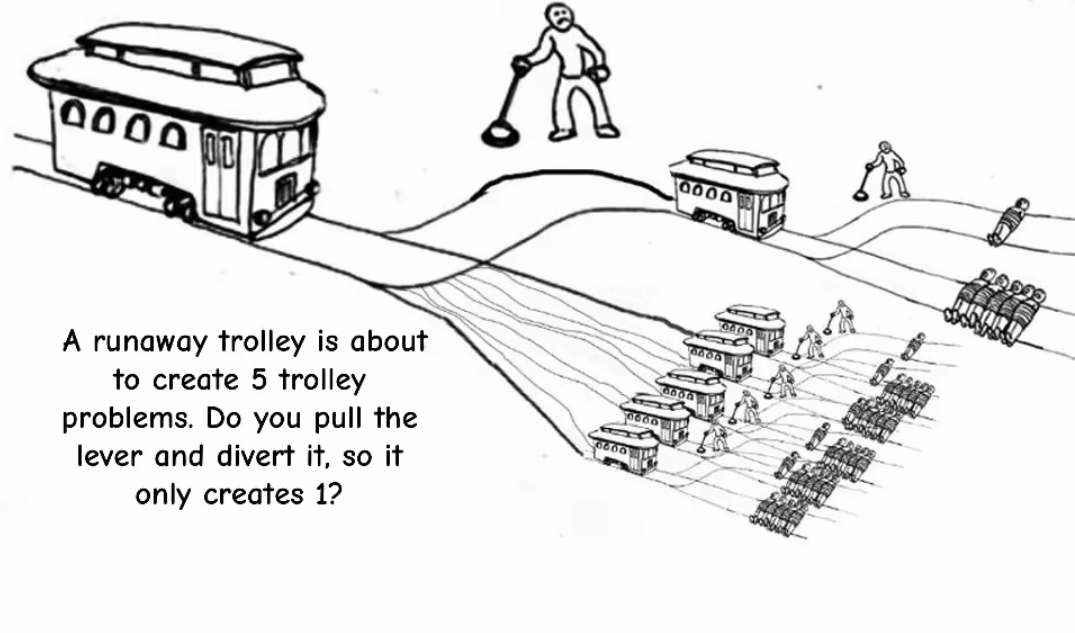 A runaway trolley is about
to create 5 trolley
problems. Do you pull the
lever and divert it, so it
only creates 1?